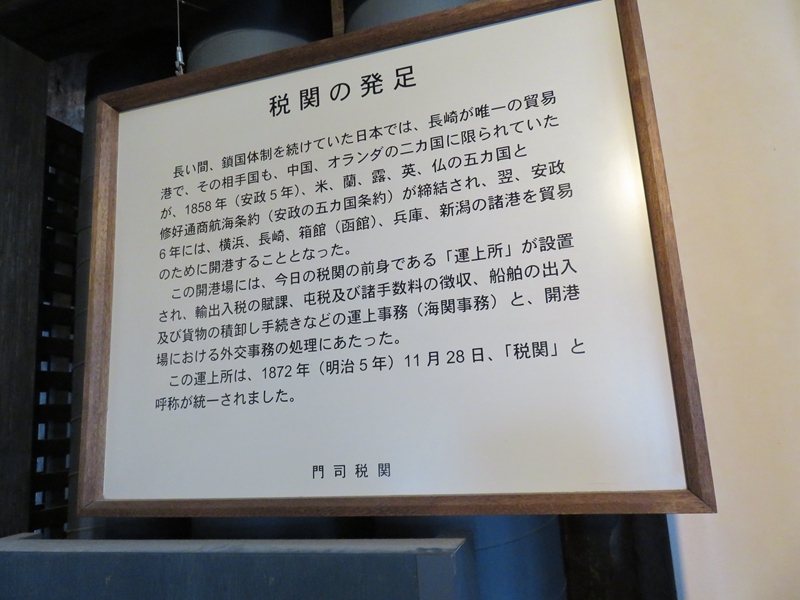 税関の発足
長い間、鎖国体制を続けていた日本では、長崎が唯一の貿易
港で、その相手国も、中国、オランダの二カ国に限られていた
が、1858年（安政5年）、米、蘭、露、英、仏の五カ国と
修好通商航海条約（安政の五カ国条約）が締結され、翌、安政
6年には、横浜、長崎、箱館（函館）、兵庫、新潟の諸港を貿易
のために開港することとなった。
この開港場には、今日の税関の前身である「運上所」が設置
され、輸出入税の賦課、屯税及び諸手数料の徴収、船舶の出入
及び貨物の積卸し手続きなどの運上事務（海関事務）と、開港
場における外交事務の処理にあたった。
この運上所は、1872年（明治5年）11月28日、「税関」と
呼称が統一されました。
門司税関